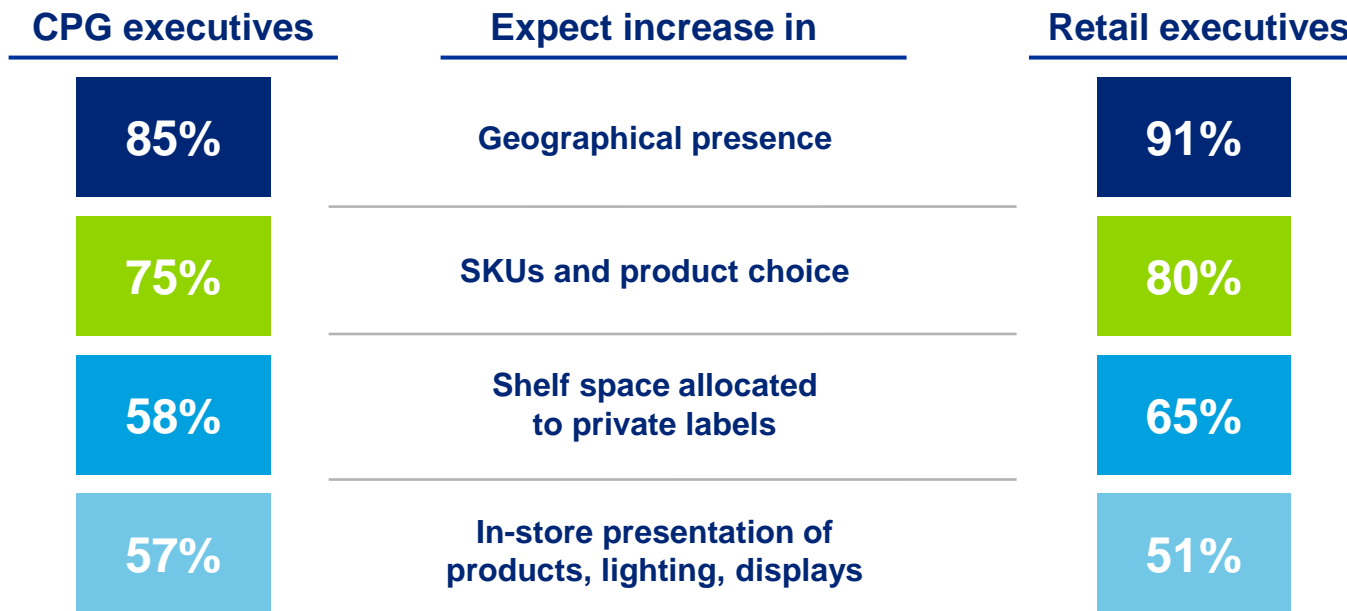 CPG executives
Expect increase in
Retail executives
85%
Geographical presence
91%
75%
SKUs and product choice
80%
58%
Shelf space allocated
to private labels
65%
57%
In-store presentation of
products, lighting, displays
51%